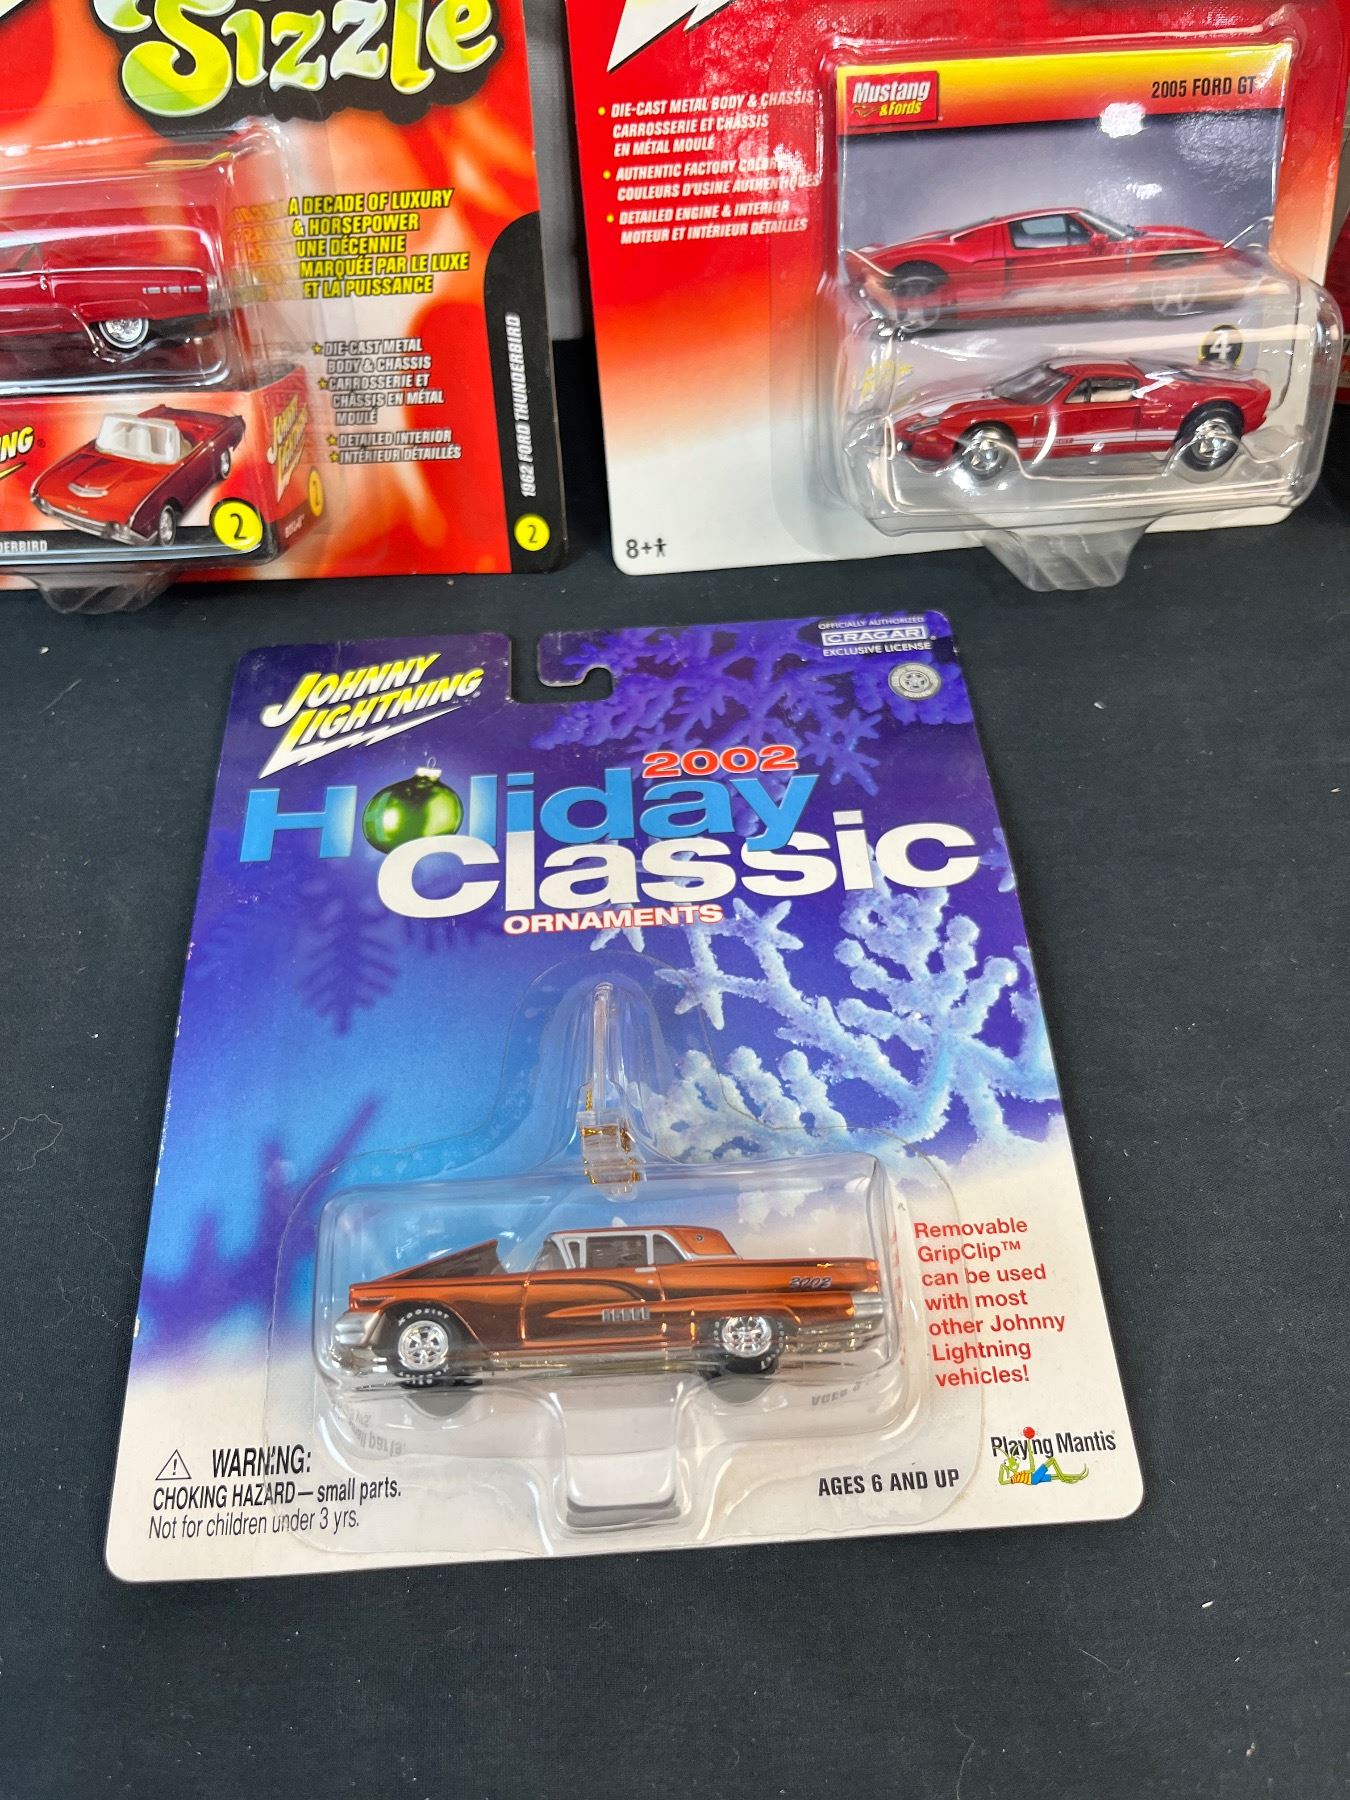 Sizzle
A DECADE OF LUXURY
& HORSEPOWER
UNE DÉCENNIE
MARQUÉE PAR LE LUXE
ET LA PUISSANCE
DIE-CAST METAL
BODY & CHASSIS
CARROSSERIE ET
CHÂSSIS EN MÉTAL
MOULÉ
DETAILED INTERIOR
INTÉRIEUR DÉTAILLÉS
JOHNNY
2
2
1962 FORD THUNDERBIRD
2
DIE-CAST METAL BODY & CHASSIS
CARROSSERIE ET CHÂSSIS
EN MÉTAL MOULÉ
AUTHENTIC FACTORY COLORS
COULEURS D'USINE AUTHENTIQUES
DETAILED ENGINE & INTERIOR
MOTEUR ET INTÉRIEUR DÉTAILLÉS
8+
Mustang
& Fords
2005 FORD GT
4
JOHNNY
LIGHTNING
OFFICIALLY AUTHORIZED
CRAGAR®
EXCLUSIVE LICENSE
2002
Holiday
Classic
ORNAMENTS
2002
Removable
GripClip™
can be used
with most
other Johnny
Lightning
vehicles!
WARNING:
CHOKING HAZARD— small parts.
Not for children under 3 yrs.
AGES 6 AND UP
Playing Mantis®